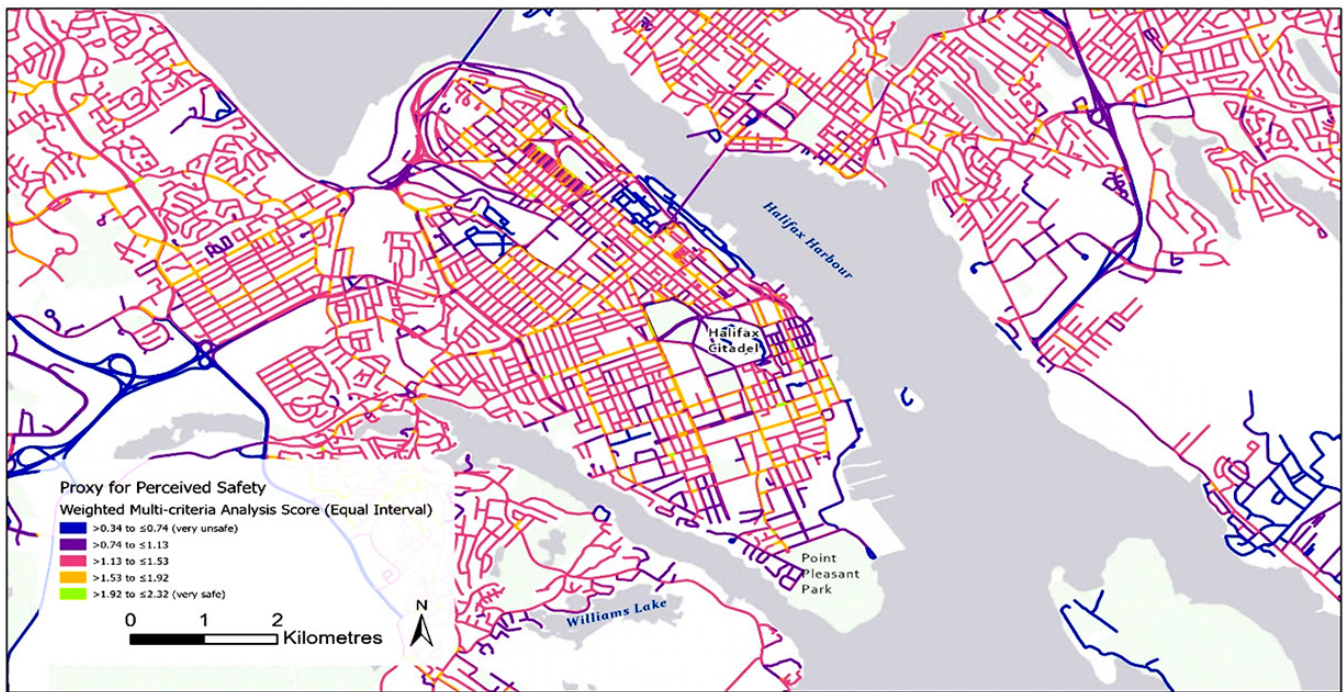 Halifax Harbour
Halifax
Citadel
Proxy for Perceived Safety
Weighted Multi-criteria Analysis Score (Equal Interval)
>0.34 to ≤0.74 (very unsafe)
>0.74 to ≤1.13
>1.13 to ≤1.53
>1.53 to ≤1.92
>1.92 to ≤2.32 (very safe)
Point
Pleasant
Park
Williams Lake
N
0 1 2
Kilometres